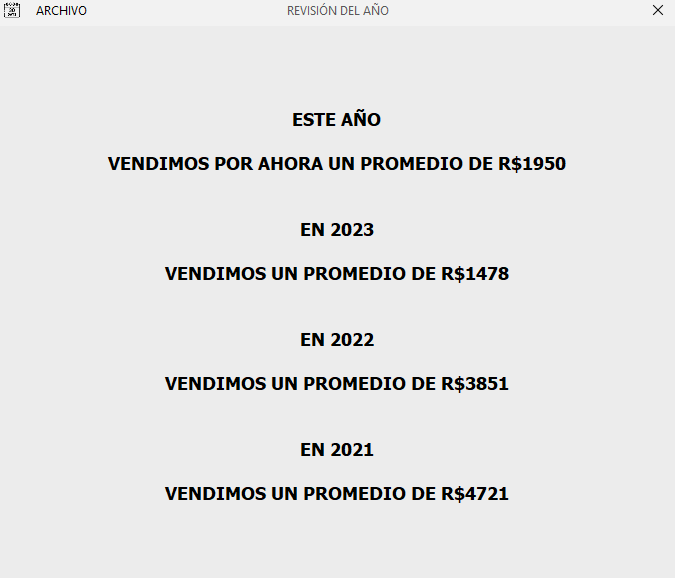 ARCHIVO
REVISIÓN DEL AÑO
ESTE AÑO
VENDIMOS POR AHORA UN PROMEDIO DE R$1950
EN 2023
VENDIMOS UN PROMEDIO DE R$1478
EN 2022
VENDIMOS UN PROMEDIO DE R$3851
EN 2021
VENDIMOS UN PROMEDIO DE R$4721